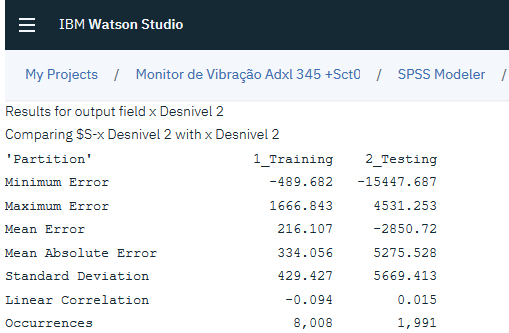 IBM Watson Studio
My Projects / Monitor de Vibração Adxl 345 +Sct0 / SPSS Modeler /
Results for output field x Desnivel 2
Comparing $S-x Desnivel 2 with x Desnivel 2
'Partition' 1_Training 2_Testing
Minimum Error -489.682 -15447.687
Maximum Error 1666.843 4531.253
Mean Error 216.107 -2850.72
Mean Absolute Error 334.056 5275.528
Standard Deviation 429.427 5669.413
Linear Correlation -0.094 0.015
Occurrences 8,008 1,991